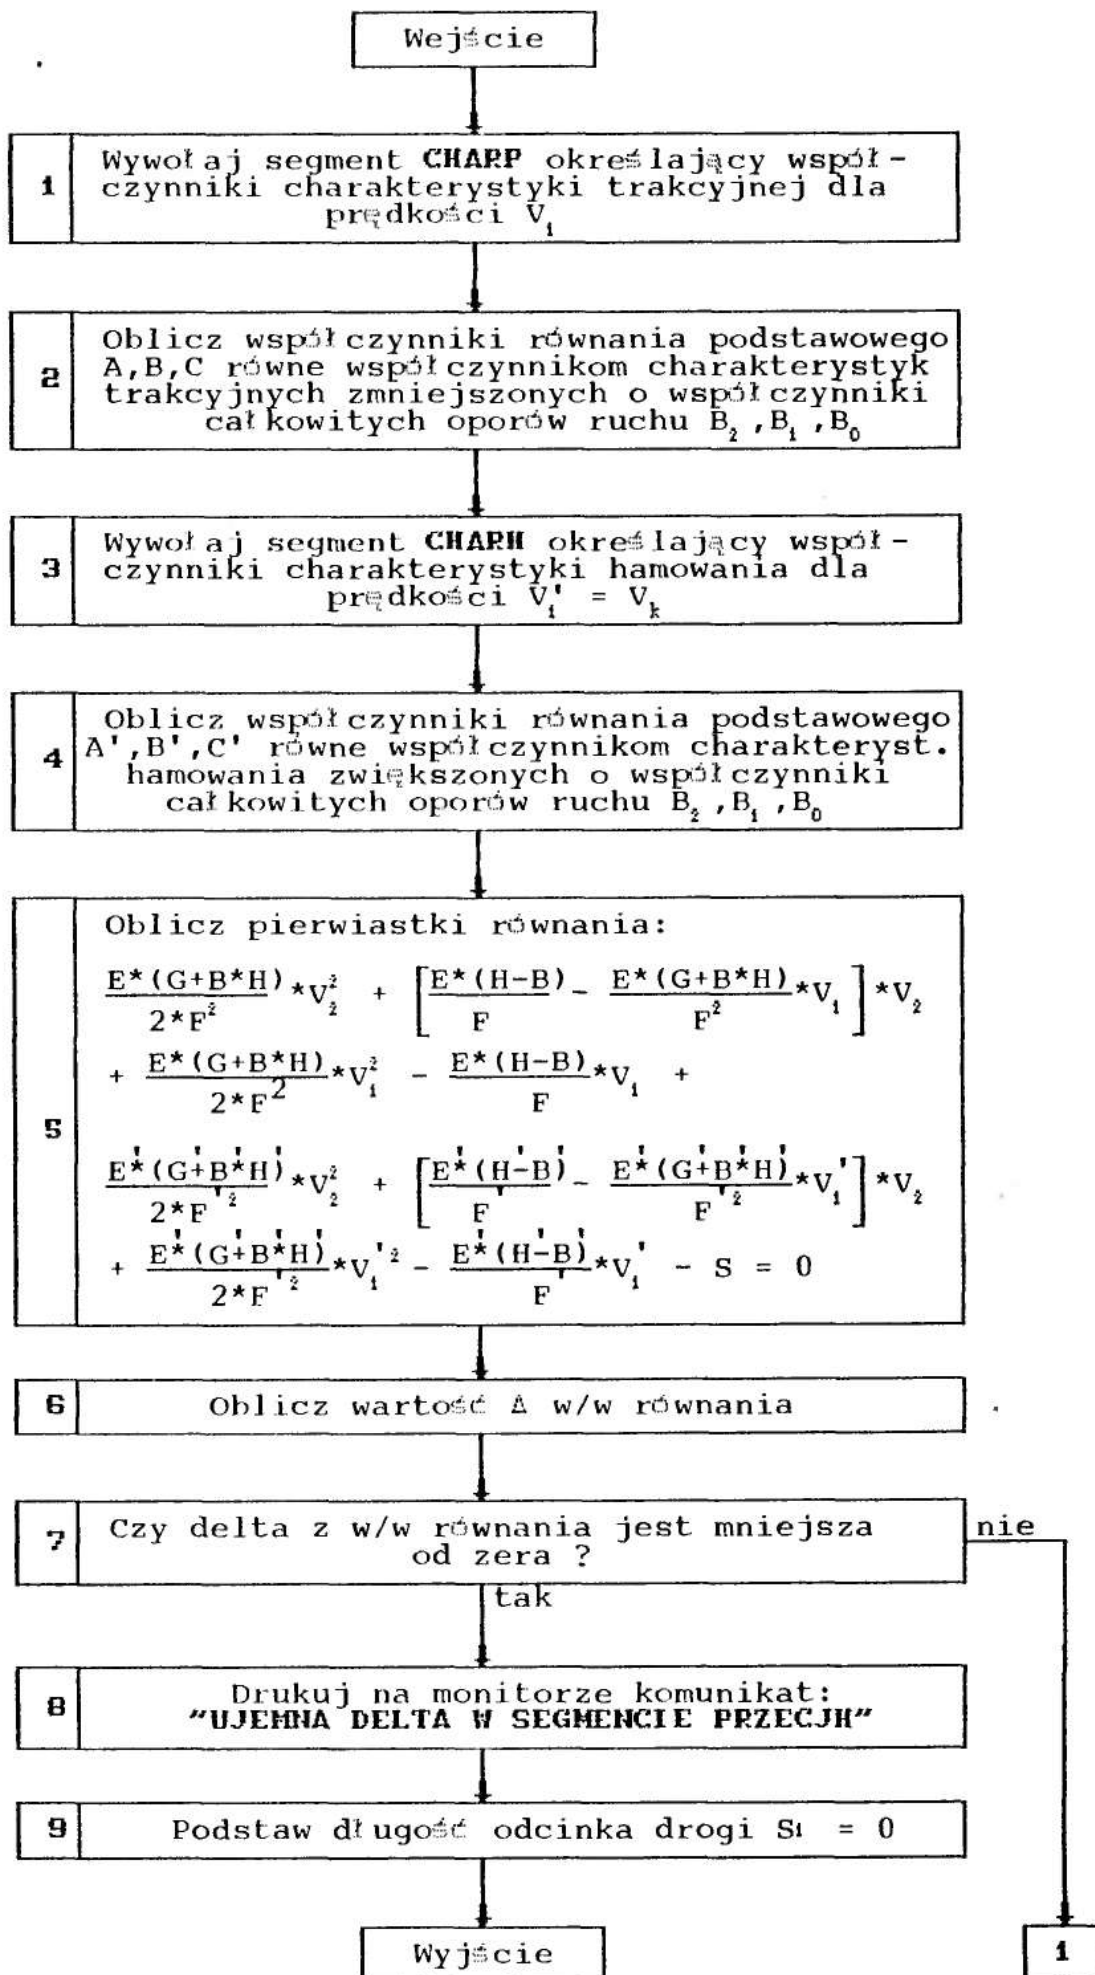 Wejście
1
Wywołaj segment CHARP określający współ-
czynniki charakterystyki trakcyjnej dla
prędkości V₁
2
Oblicz współczynniki równania podstawowego
A,B,C równe współczynnikom charakterystyk
trakcyjnych zmniejszonych o współczynniki
całkowitych oporów ruchu B₂,B₁,B₀
3
Wywołaj segment CHARH określający współ-
czynniki charakterystyki hamowania dla
prędkości V₁' = Vₖ
4
Oblicz współczynniki równania podstawowego
A',B',C' równe współczynnikom charakteryst.
hamowania zwiększonych o współczynniki
całkowitych oporów ruchu B₂,B₁,B₀
5
Oblicz pierwiastki równania:
E*(G+B*H)/2*F² *V₂² + [E*(H-B)/F - E*(G+B*H)/F² *V₁] *V₂
+ E*(G+B*H)/2*F² *V₁² - E*(H-B)/F *V₁ +
E'*(G'+B'*H')/2*F'² *V₂² + [E'*(H'-B')/F' - E'*(G'+B'*H')/F'² *V₁'] *V₂
+ E'*(G'+B'*H')/2*F'² *V₁'² - E'*(H'-B')/F' *V₁' - S = 0
6
Oblicz wartość Δ w/w równania
7
Czy delta z w/w równania jest mniejsza
od zera ?
nie
tak
8
Drukuj na monitorze komunikat:
"UJEMNA DELTA W SEGMENCIE PRZECJH"
9
Podstaw długość odcinka drogi S₁ = 0
Wyjście
1